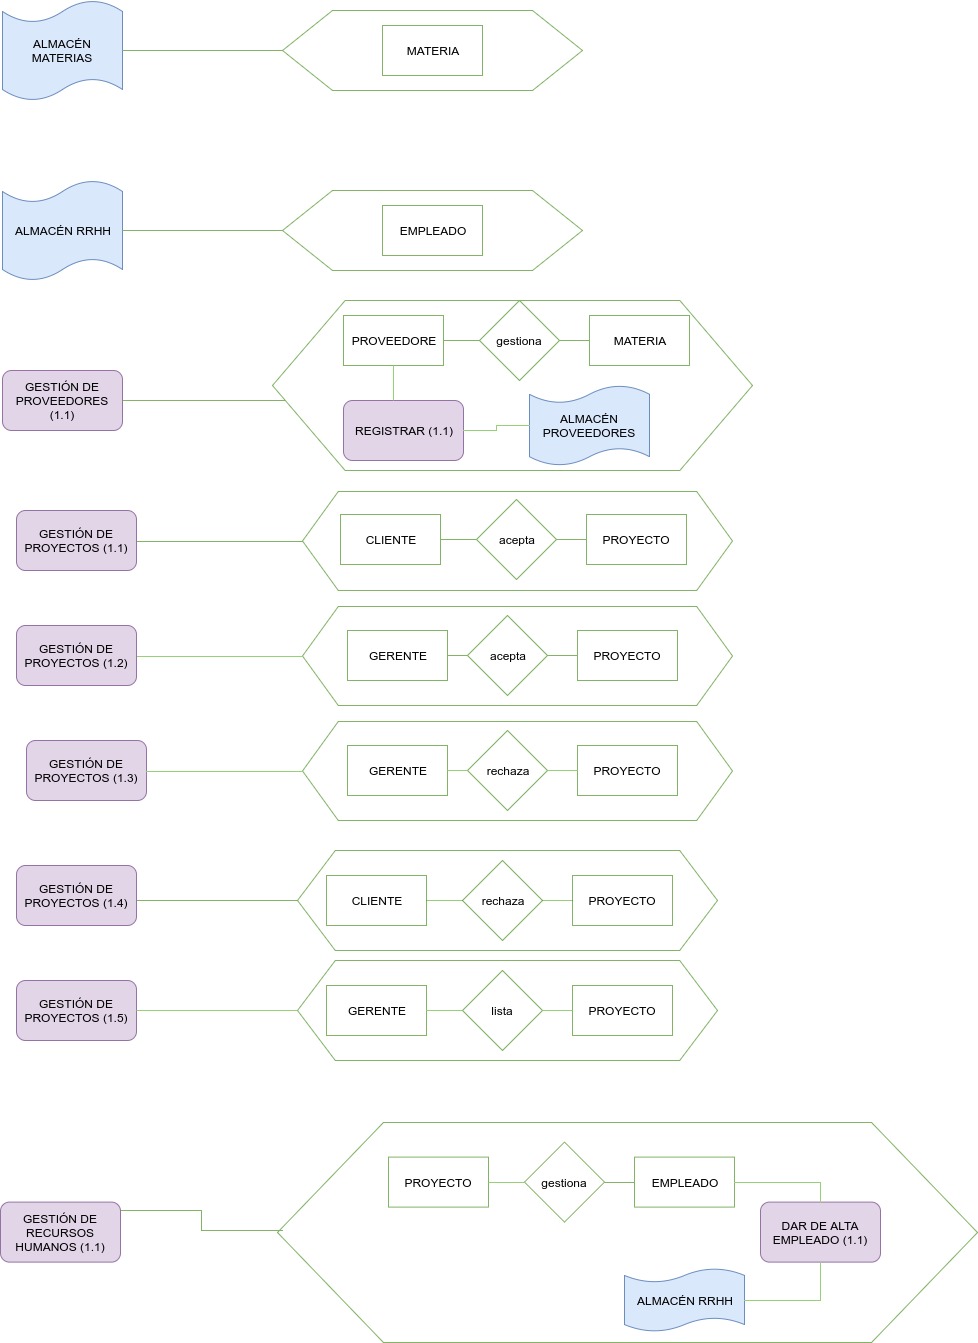 ALMACÉN
MATERIAS
MATERIA
ALMACÉN RRHH
EMPLEADO
PROVEEDORE
gestiona
MATERIA
GESTIÓN DE
PROVEEDORES
(1.1)
REGISTRAR (1.1)
ALMACÉN
PROVEEDORES
GESTIÓN DE
PROYECTOS (1.1)
CLIENTE
acepta
PROYECTO
GESTIÓN DE
PROYECTOS (1.2)
GERENTE
acepta
PROYECTO
GESTIÓN DE
PROYECTOS (1.3)
GERENTE
rechaza
PROYECTO
GESTIÓN DE
PROYECTOS (1.4)
CLIENTE
rechaza
PROYECTO
GESTIÓN DE
PROYECTOS (1.5)
GERENTE
lista
PROYECTO
PROYECTO
gestiona
EMPLEADO
GESTIÓN DE
RECURSOS
HUMANOS (1.1)
DAR DE ALTA
EMPLEADO (1.1)
ALMACÉN RRHH